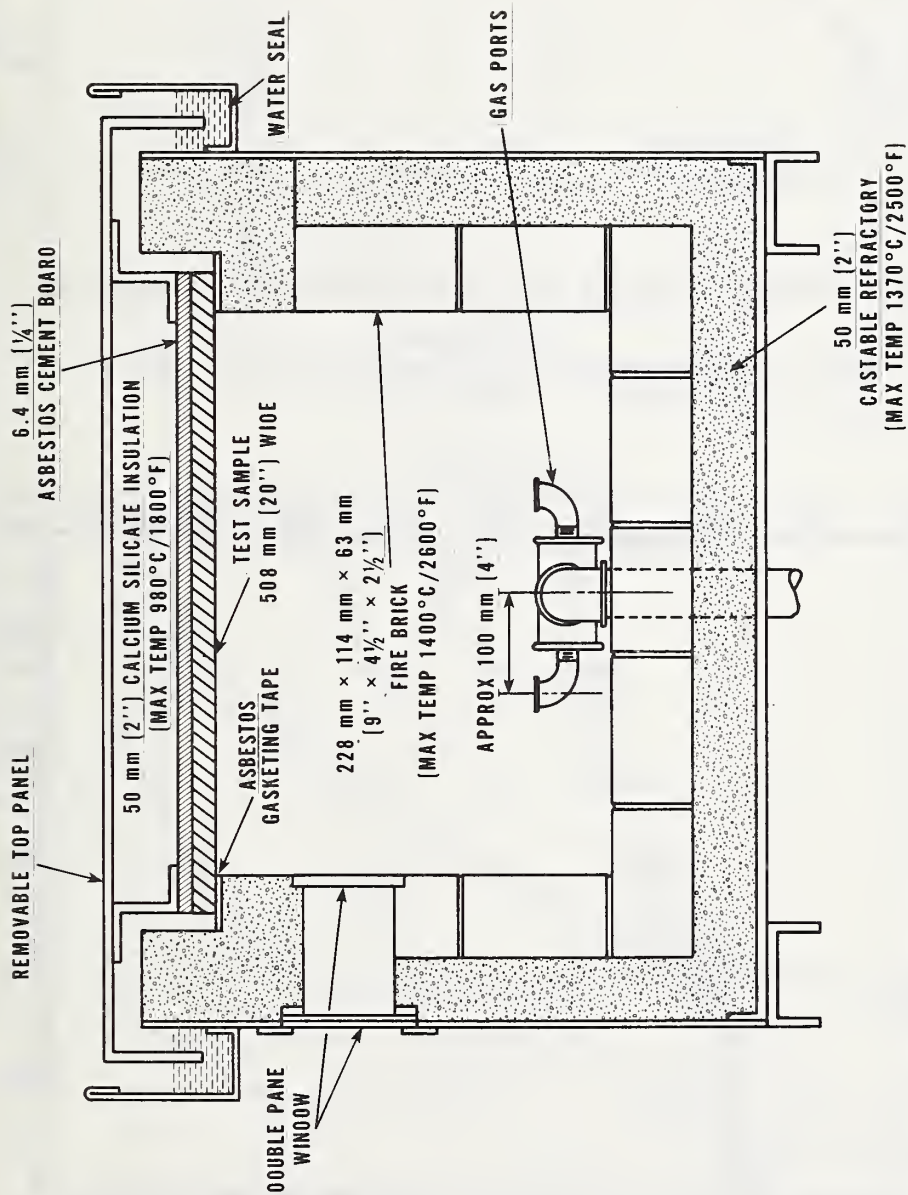 REMOVABLE TOP PANEL
6.4 mm (¼'')
ASBESTOS CEMENT BOARD
50 mm (2'') CALCIUM SILICATE INSULATION
(MAX TEMP 980°C/1800°F)
WATER SEAL
TEST SAMPLE
508 mm (20'') WIDE
ASBESTOS
GASKETING TAPE
228 mm × 114 mm × 63 mm
(9'' × 4½'' × 2½'')
FIRE BRICK
(MAX TEMP 1400°C/2600°F)
APPROX 100 mm (4'')
GAS PORTS
DOUBLE PANE
WINDOW
50 mm (2'')
CASTABLE REFRACTORY
(MAX TEMP 1370°C/2500°F)